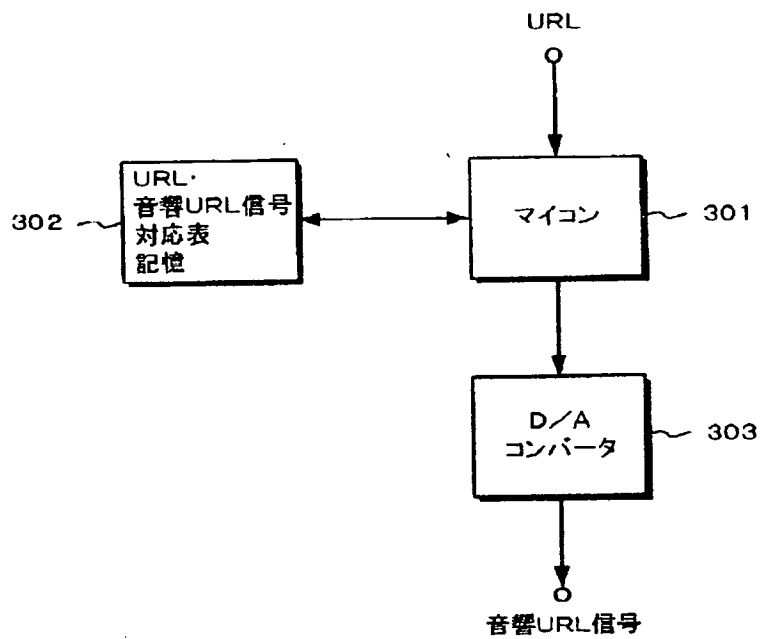 URL
URL・
音響URL信号
対応表
記憶
302
マイコン
301
D／A
コンバータ
303
音響URL信号